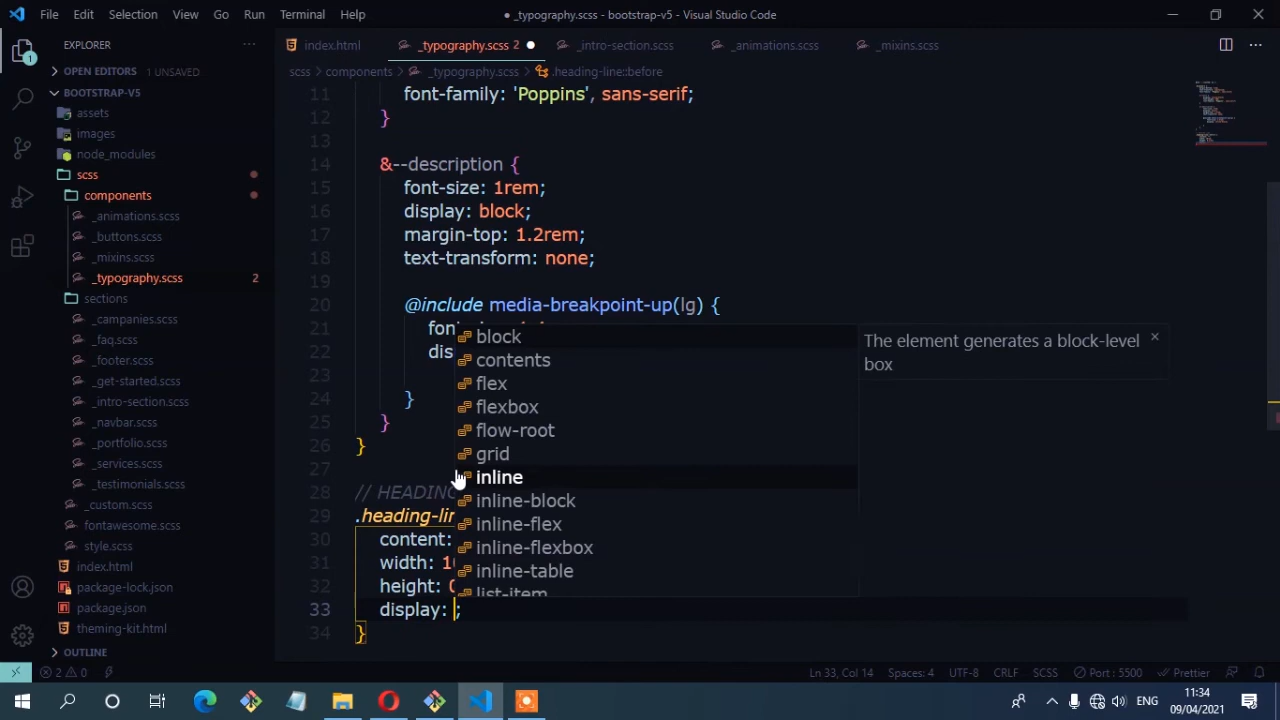 File Edit Selection View Go Run Terminal Help
● _typography.scss - bootstrap-v5 - Visual Studio Code
EXPLORER
OPEN EDITORS 1 UNSAVED
BOOTSTRAP-V5
assets
images
node_modules
scss
components
_animations.scss
_buttons.scss
_mixins.scss
_typography.scss 2
sections
_campanies.scss
_faq.scss
_footer.scss
_get-started.scss
_intro-section.scss
_navbar.scss
_portfolio.scss
_services.scss
_testimonials.scss
_custom.scss
fontawesome.scss
style.scss
index.html
package-lock.json
package.json
theming-kit.html
OUTLINE
index.html _typography.scss 2 _intro-section.scss _animations.scss _mixins.scss
scss > components > _typography.scss > .heading-line::before
11 font-family: 'Poppins', sans-serif;
12 }
13
14 &--description {
15 font-size: 1rem;
16 display: block;
17 margin-top: 1.2rem;
18 text-transform: none;
19
20 @include media-breakpoint-up(lg) {
21
22
23
24 }
25 }
26 }
27
28 // HEADING
29 .heading-lin
30 content:
31 width: 1
32 height: 0
33 display: ;
34 }
block
contents
flex
flexbox
flow-root
grid
inline
inline-block
inline-flex
inline-flexbox
inline-table
list-item
The element generates a block-level
box
2 0 Ln 33, Col 14 Spaces: 4 UTF-8 CRLF SCSS Port : 5500 Prettier
ENG 11:34
09/04/2021